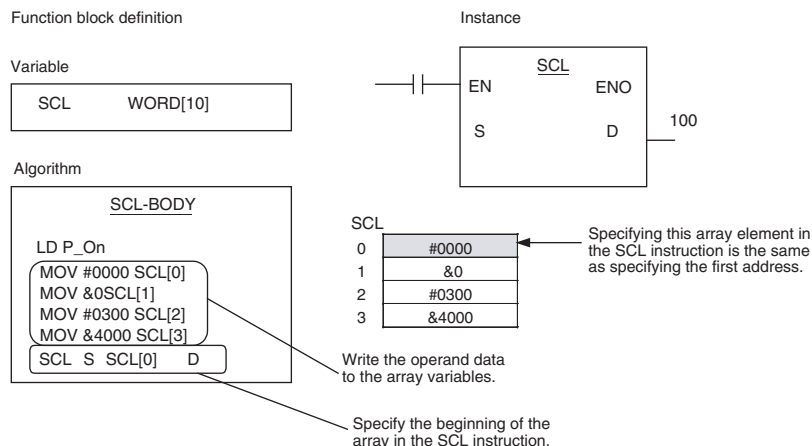 Function block definition
Instance
Variable
SCL WORD[10]
SCL
EN ENO
S D
100
Algorithm
SCL-BODY
LD P_On
MOV #0000 SCL[0]
MOV &0SCL[1]
MOV #0300 SCL[2]
MOV &4000 SCL[3]
SCL S SCL[0] D
SCL
0 #0000
1 &0
2 #0300
3 &4000
Specifying this array element in
the SCL instruction is the same
as specifying the first address.
Write the operand data
to the array variables.
Specify the beginning of the
array in the SCL instruction.